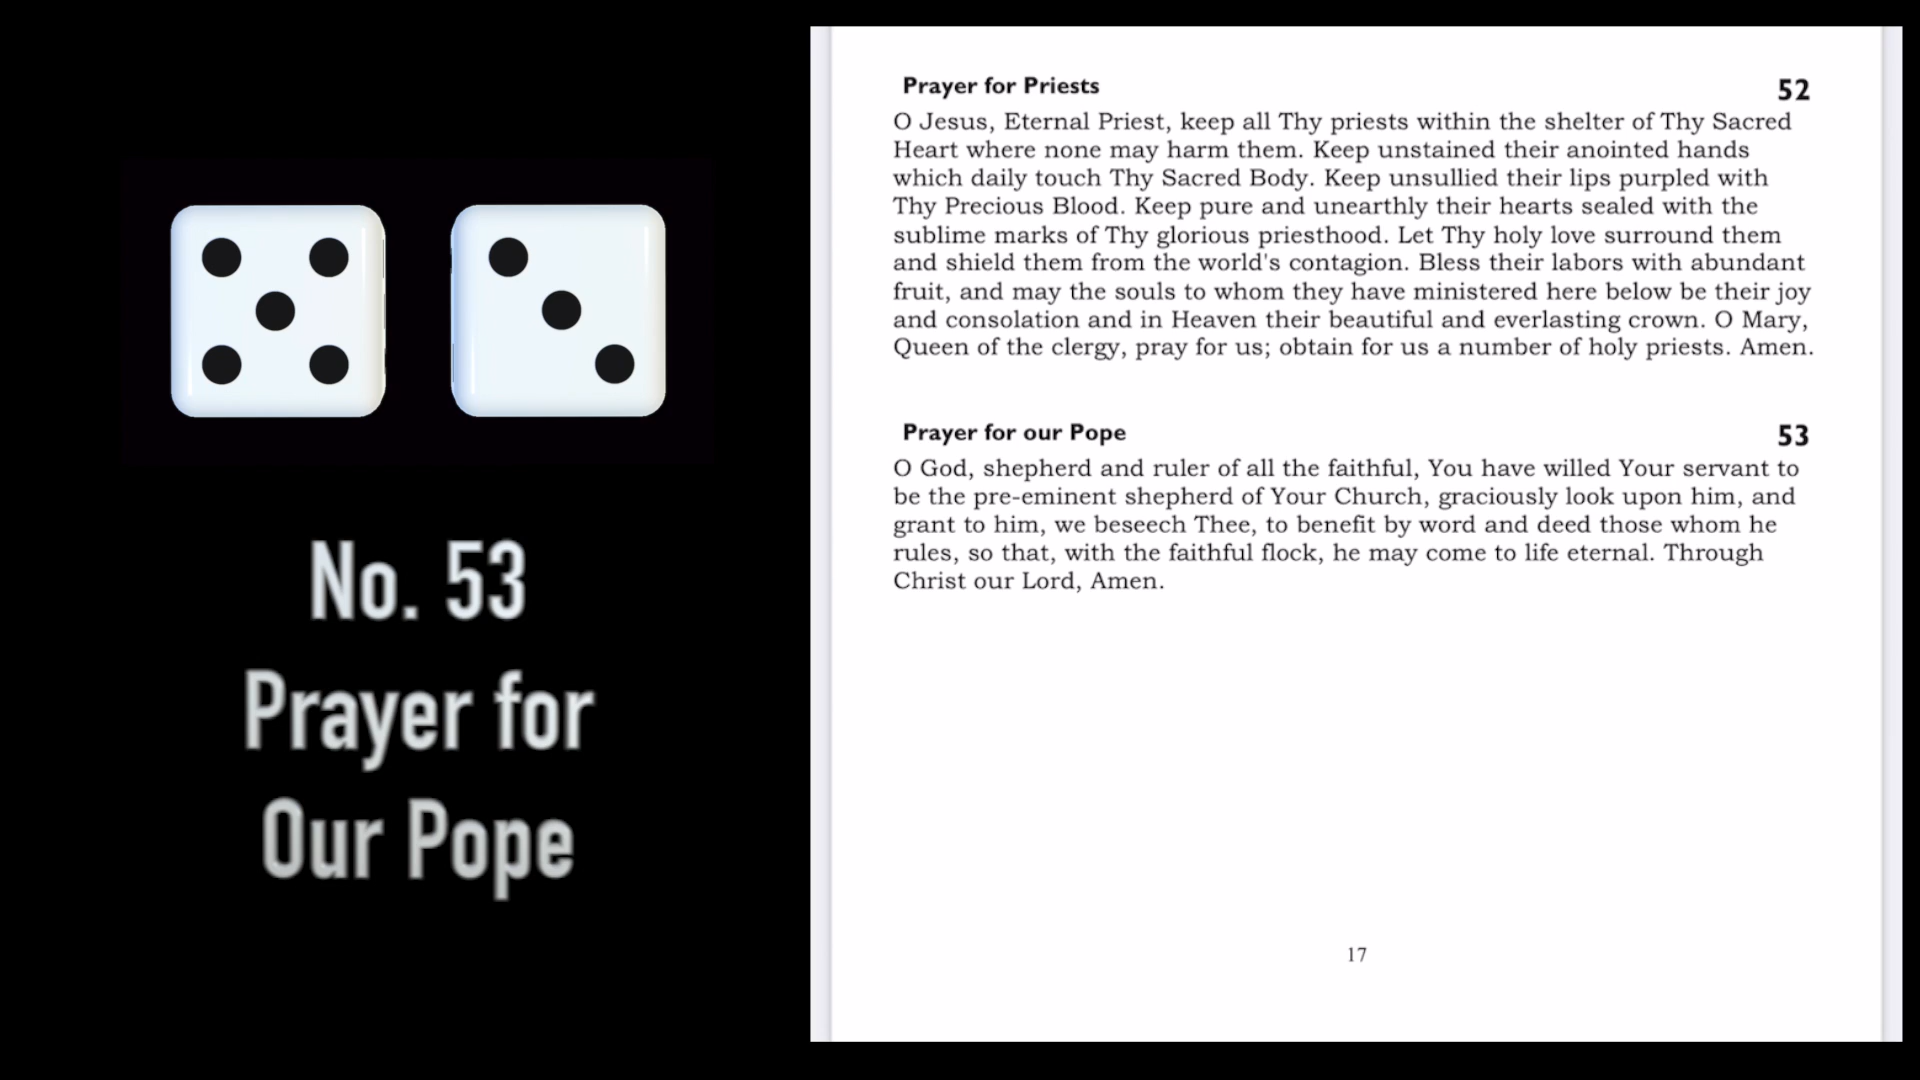 No. 53
Prayer for
Our Pope
Prayer for Priests 52
O Jesus, Eternal Priest, keep all Thy priests within the shelter of Thy Sacred
Heart where none may harm them. Keep unstained their anointed hands
which daily touch Thy Sacred Body. Keep unsullied their lips purpled with
Thy Precious Blood. Keep pure and unearthly their hearts sealed with the
sublime marks of Thy glorious priesthood. Let Thy holy love surround them
and shield them from the world's contagion. Bless their labors with abundant
fruit, and may the souls to whom they have ministered here below be their joy
and consolation and in Heaven their beautiful and everlasting crown. O Mary,
Queen of the clergy, pray for us; obtain for us a number of holy priests. Amen.
Prayer for our Pope 53
O God, shepherd and ruler of all the faithful, You have willed Your servant to
be the pre-eminent shepherd of Your Church, graciously look upon him, and
grant to him, we beseech Thee, to benefit by word and deed those whom he
rules, so that, with the faithful flock, he may come to life eternal. Through
Christ our Lord, Amen.
17